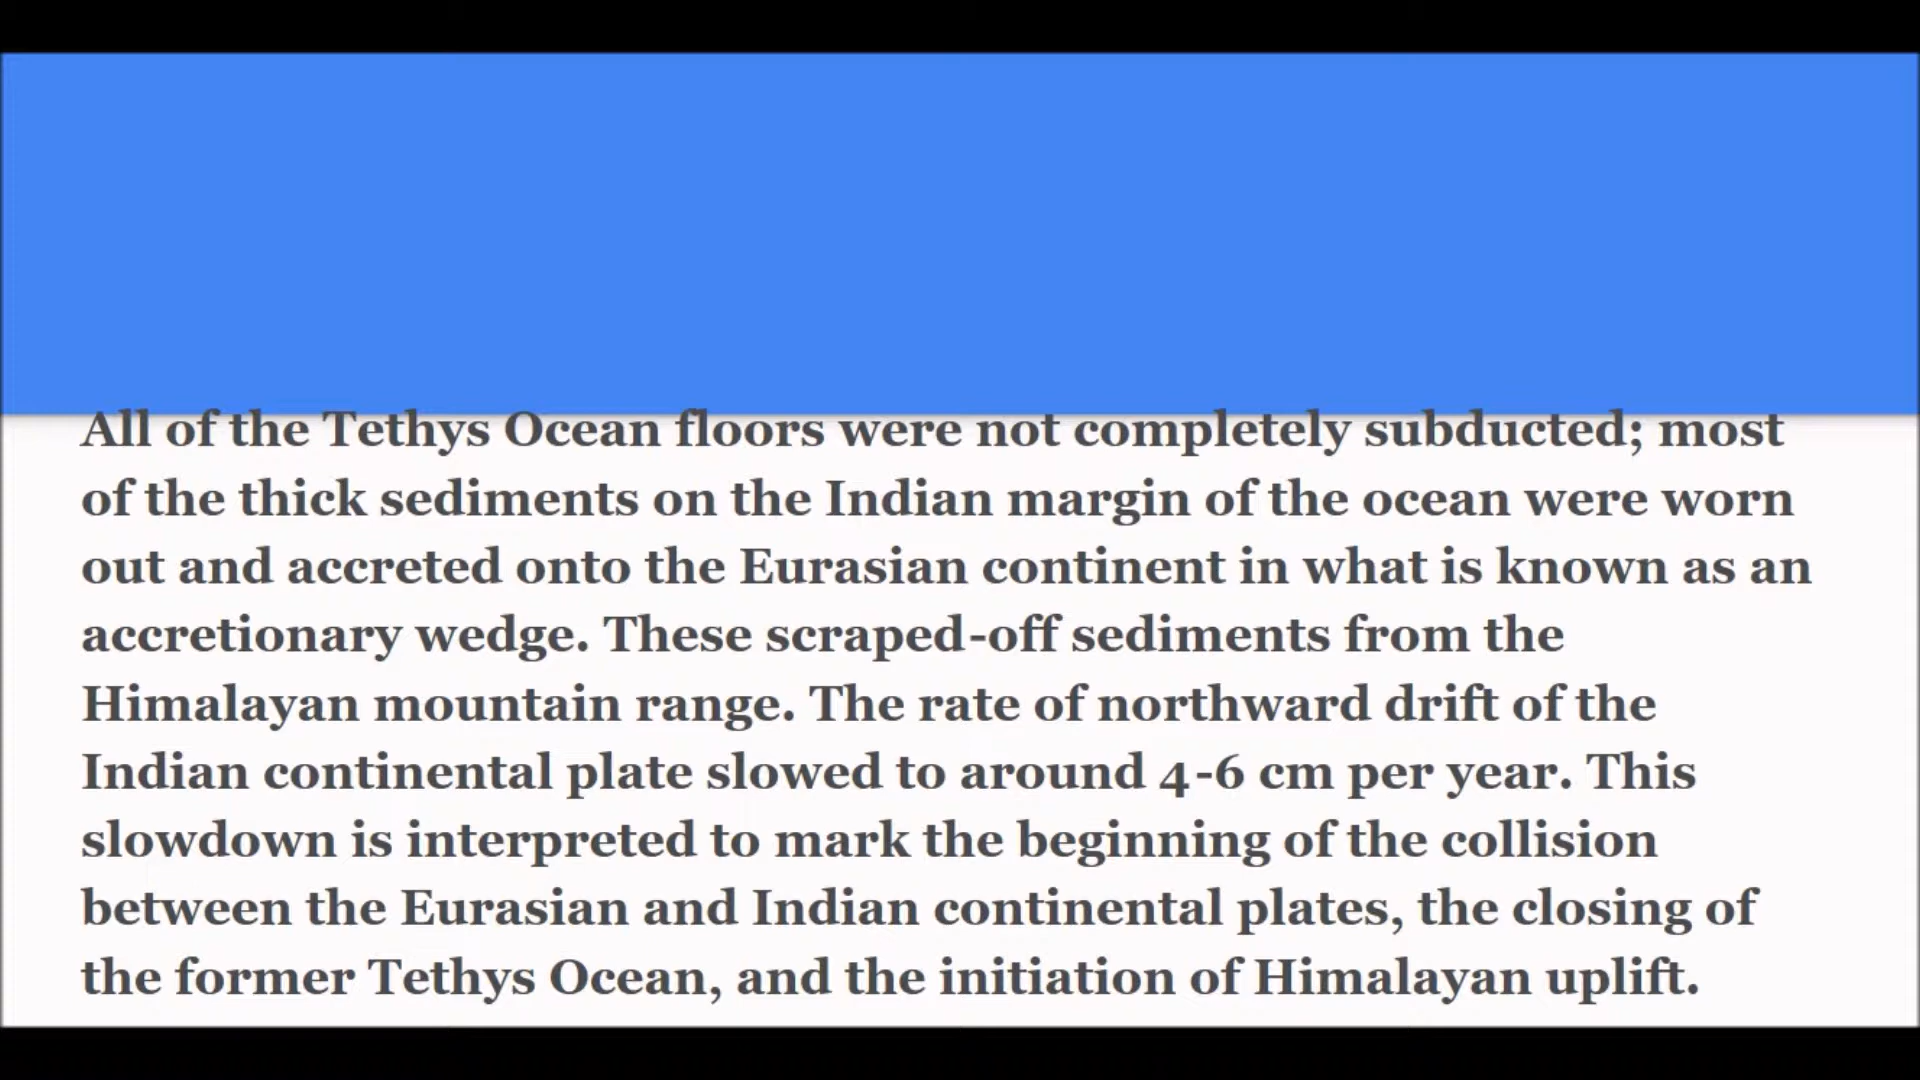 All of the Tethys Ocean floors were not completely subducted; most
of the thick sediments on the Indian margin of the ocean were worn
out and accreted onto the Eurasian continent in what is known as an
accretionary wedge. These scraped-off sediments from the
Himalayan mountain range. The rate of northward drift of the
Indian continental plate slowed to around 4-6 cm per year. This
slowdown is interpreted to mark the beginning of the collision
between the Eurasian and Indian continental plates, the closing of
the former Tethys Ocean, and the initiation of Himalayan uplift.